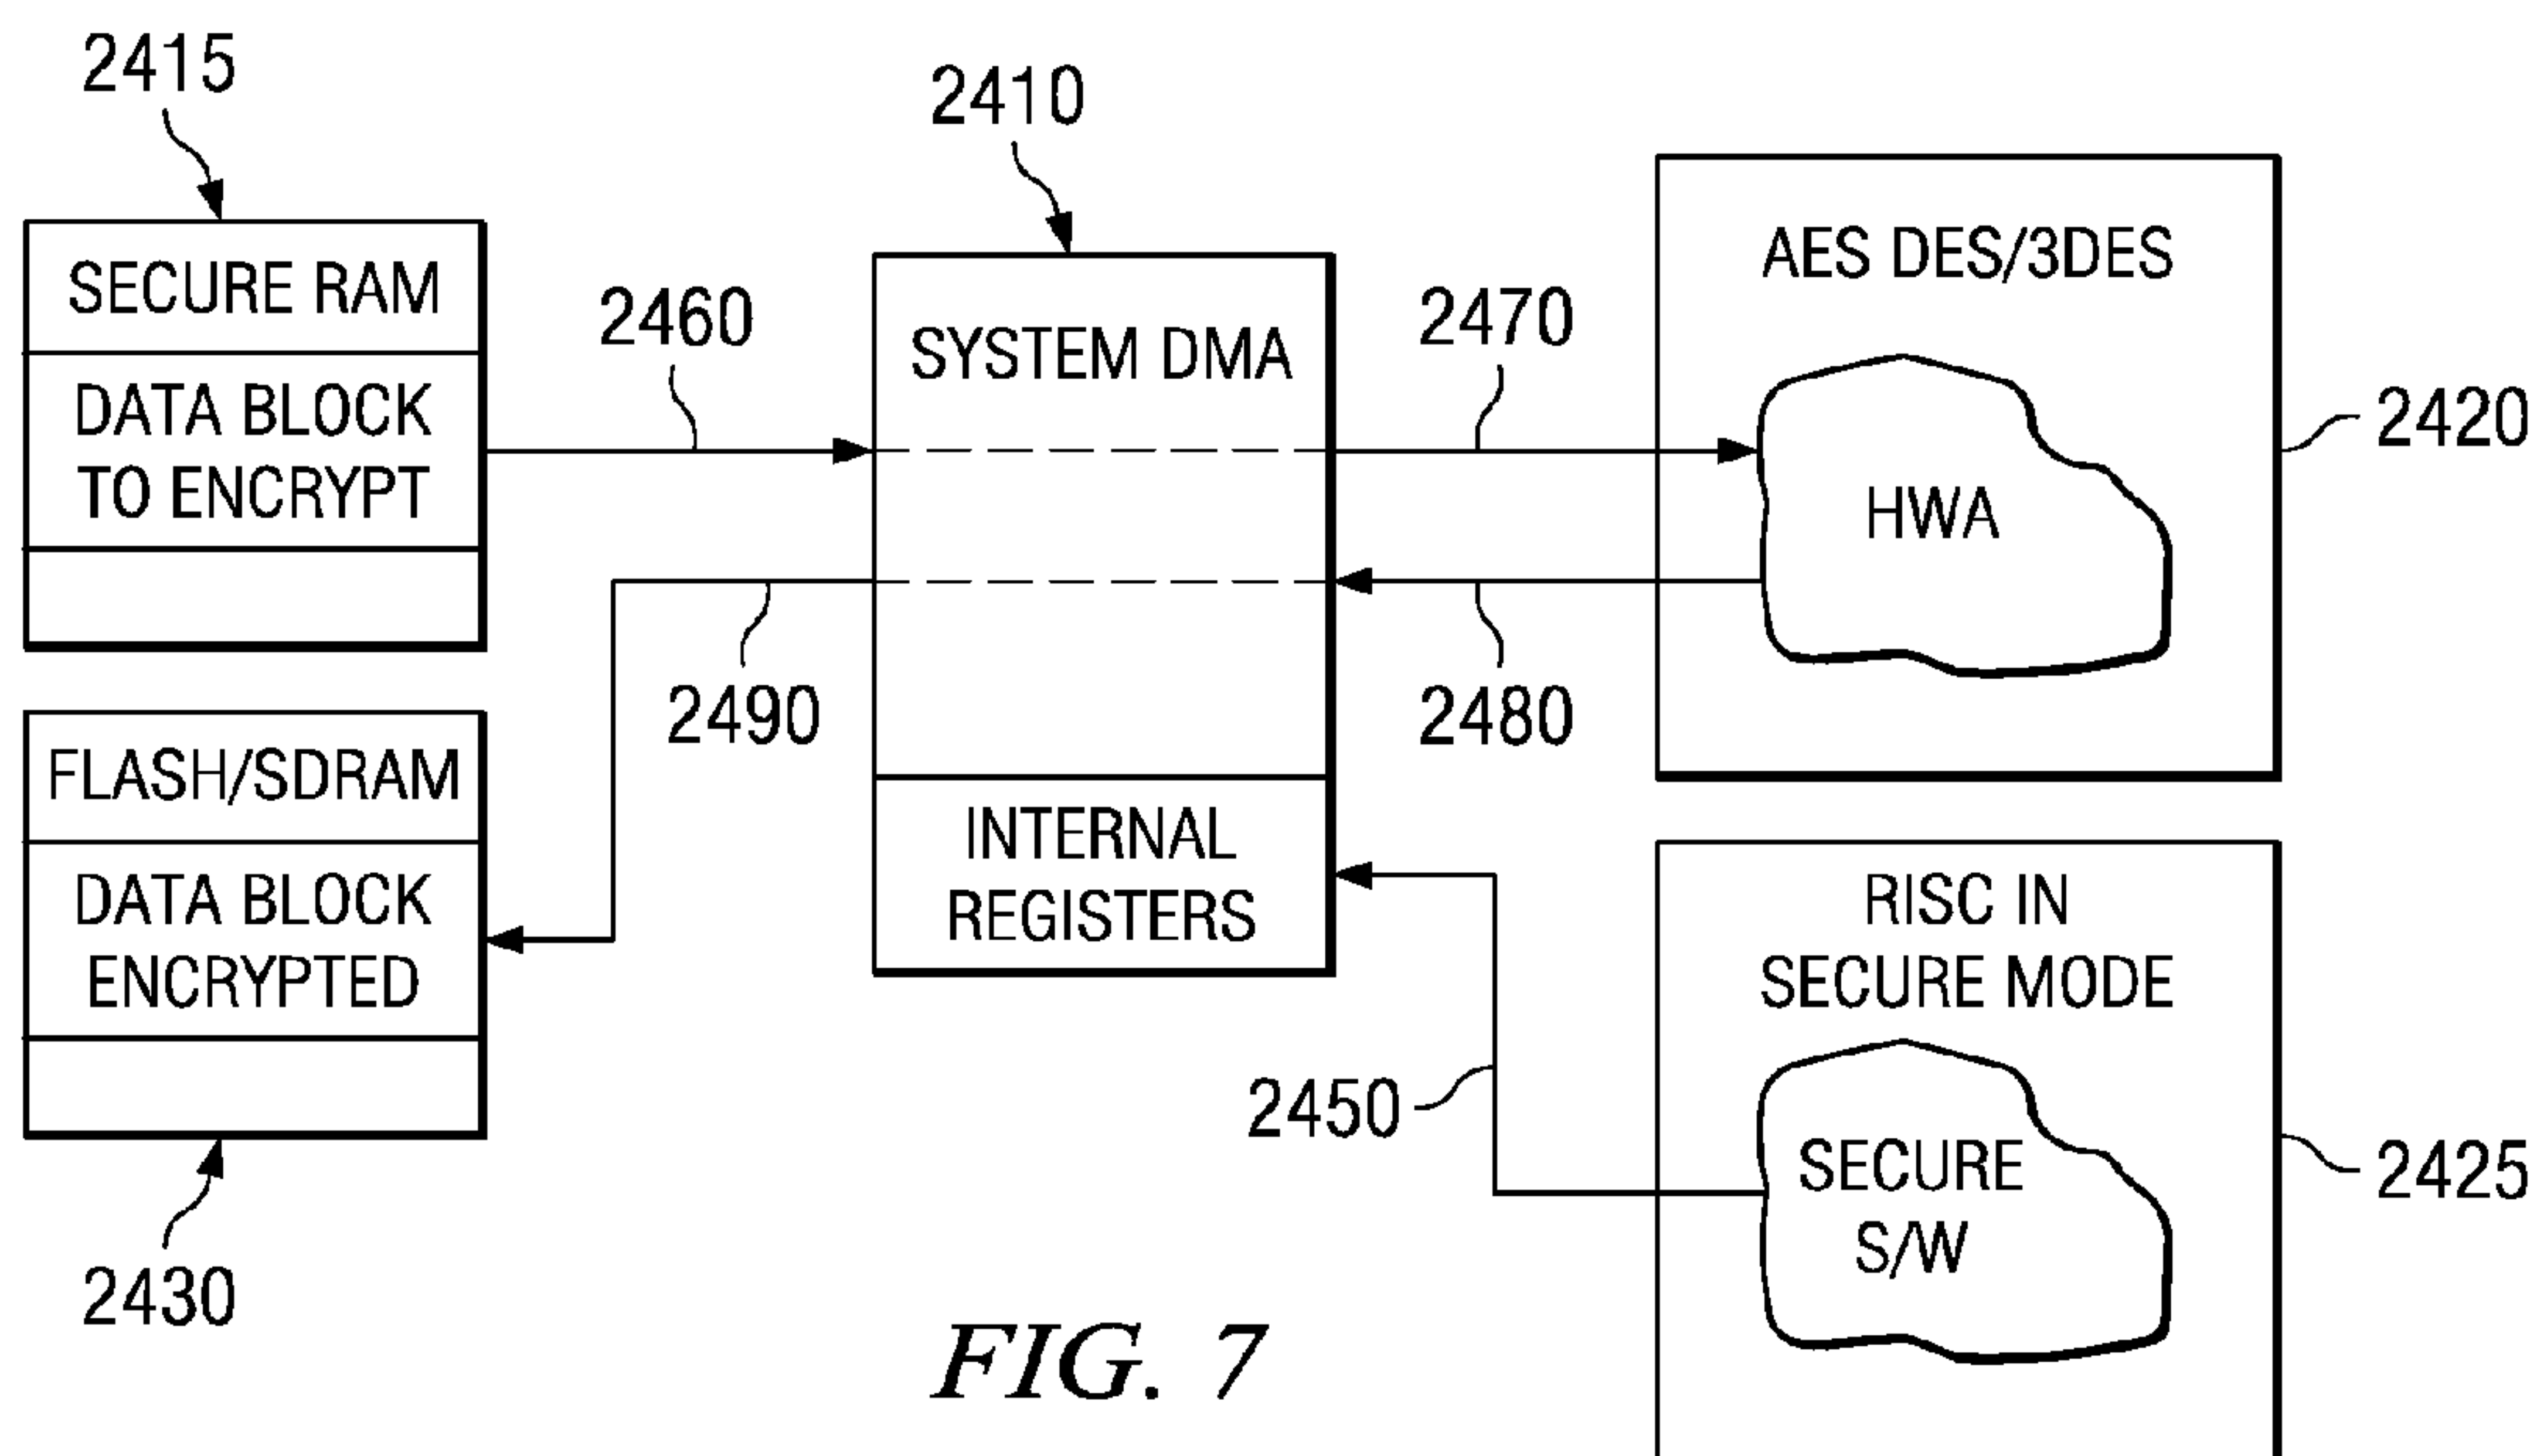 2415
SECURE RAM
DATA BLOCK
TO ENCRYPT
2460
2410
SYSTEM DMA
INTERNAL
REGISTERS
2470
AES DES/3DES
HWA
2420
2490
2480
FLASH/SDRAM
DATA BLOCK
ENCRYPTED
2430
2450
RISC IN
SECURE MODE
SECURE
S/W
2425
FIG. 7